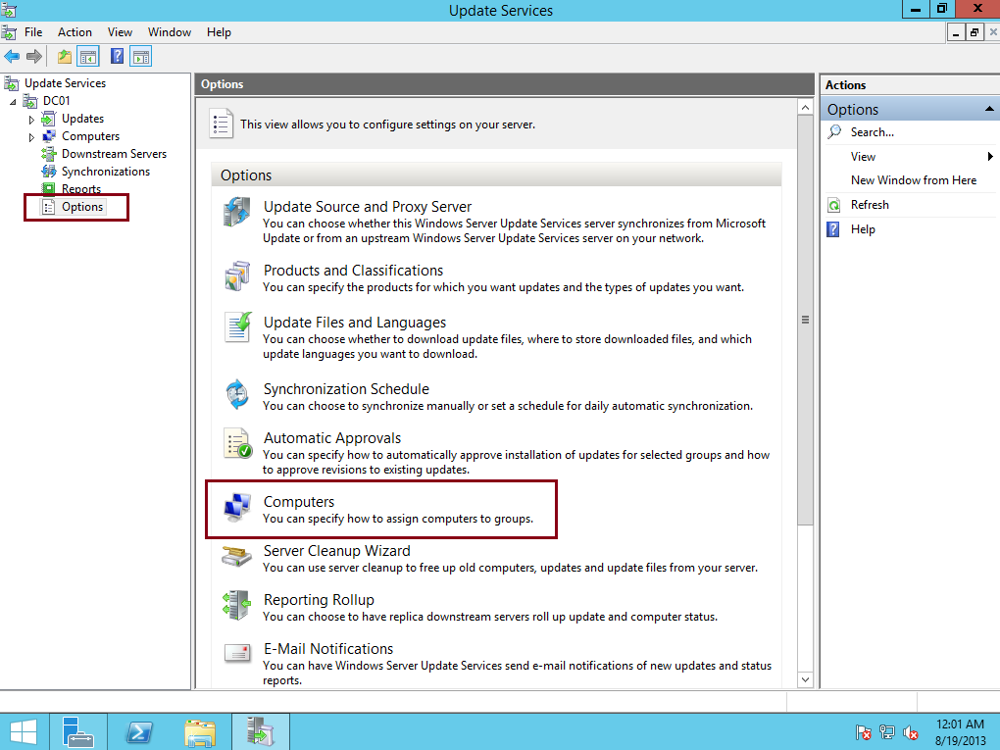 Update Services
File Action View Window Help
Update Services
DC01
Updates
Computers
Downstream Servers
Synchronizations
Reports
Options
Options
This view allows you to configure settings on your server.
Options
Update Source and Proxy Server
You can choose whether this Windows Server Update Services server synchronizes from Microsoft
Update or from an upstream Windows Server Update Services server on your network.
Products and Classifications
You can specify the products for which you want updates and the types of updates you want.
Update Files and Languages
You can choose whether to download update files, where to store downloaded files, and which
update languages you want to download.
Synchronization Schedule
You can choose to synchronize manually or set a schedule for daily automatic synchronization.
Automatic Approvals
You can specify how to automatically approve installation of updates for selected groups and how
to approve revisions to existing updates.
Computers
You can specify how to assign computers to groups.
Server Cleanup Wizard
You can use server cleanup to free up old computers, updates and update files from your server.
Reporting Rollup
You can choose to have replica downstream servers roll up update and computer status.
E-Mail Notifications
You can have Windows Server Update Services send e-mail notifications of new updates and status
reports.
Actions
Options
Search...
View
New Window from Here
Refresh
Help
12:01 AM
8/19/2013